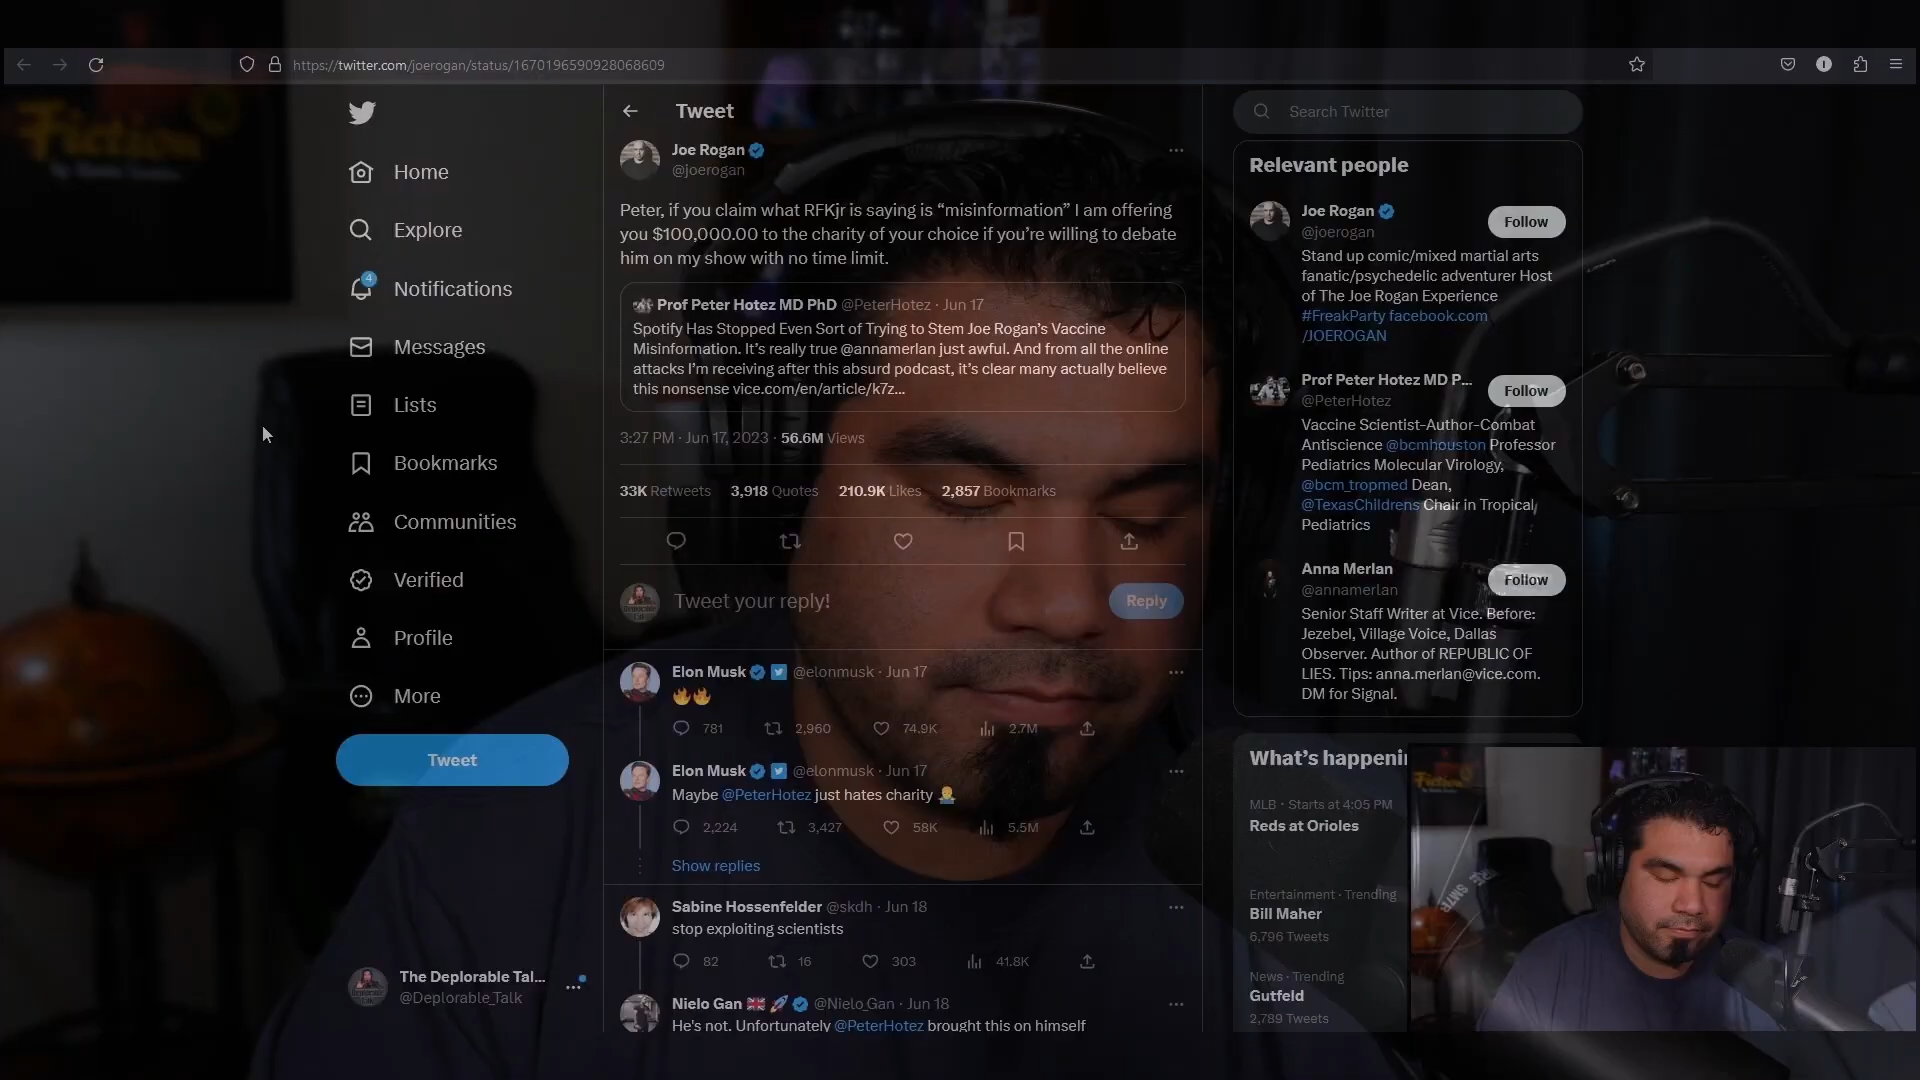 https://twitter.com/joerogan/status/1670196590928068609
Fiction
Home
Explore
4
Notifications
Messages
Lists
Bookmarks
Communities
Verified
Profile
More
Tweet
The Deplorable Tal...
@Deplorable_Talk
Tweet
Joe Rogan
@joerogan
Peter, if you claim what RFKjr is saying is “misinformation” I am offering
you $100,000.00 to the charity of your choice if you’re willing to debate
him on my show with no time limit.
Prof Peter Hotez MD PhD @PeterHotez · Jun 17
Spotify Has Stopped Even Sort of Trying to Stem Joe Rogan’s Vaccine
Misinformation. It’s really true @annamerlan just awful. And from all the online
attacks I’m receiving after this absurd podcast, it’s clear many actually believe
this nonsense vice.com/en/article/k7z...
3:27 PM · Jun 17, 2023 · 56.6M Views
33K Retweets 3,918 Quotes 210.9K Likes 2,857 Bookmarks
Tweet your reply!
Reply
Elon Musk @elonmusk · Jun 17
🔥🔥
781 2,960 74.9K 2.7M
Elon Musk @elonmusk · Jun 17
Maybe @PeterHotez just hates charity
2,224 3,427 58K 5.5M
Show replies
Sabine Hossenfelder @skdh · Jun 18
stop exploiting scientists
82 16 303 41.8K
Nielo Gan 🇬🇧 🚀 @Nielo_Gan · Jun 18
He's not. Unfortunately @PeterHotez brought this on himself
Search Twitter
Relevant people
Joe Rogan
@joerogan
Follow
Stand up comic/mixed martial arts
fanatic/psychedelic adventurer Host
of The Joe Rogan Experience
#FreakParty facebook.com
/JOEROGAN
Prof Peter Hotez MD P...
@PeterHotez
Follow
Vaccine Scientist-Author-Combat
Antiscience @bcmhouston Professor
Pediatrics Molecular Virology,
@bcm_tropmed Dean,
@TexasChildrens Chair in Tropical
Pediatrics
Anna Merlan
@annamerlan
Follow
Senior Staff Writer at Vice. Before:
Jezebel, Village Voice, Dallas
Observer. Author of REPUBLIC OF
LIES. Tips: anna.merlan@vice.com.
DM for Signal.
What’s happeni
MLB · Starts at 4:05 PM
Reds at Orioles
Entertainment · Trending
Bill Maher
6,796 Tweets
News · Trending
Gutfeld
2,789 Tweets
Fiction